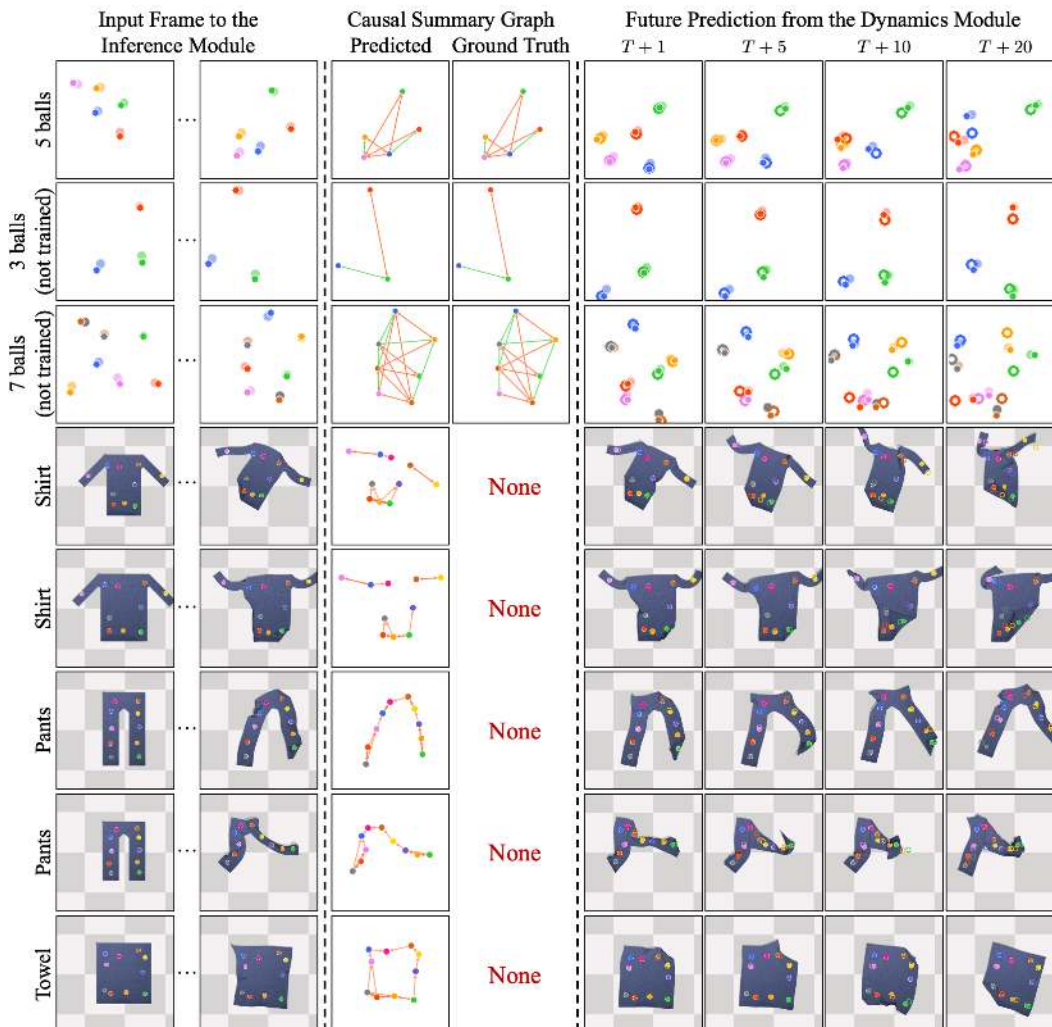 Input Frame to the
Inference Module
Causal Summary Graph
Predicted
Ground Truth
Future Prediction from the Dynamics Module
T + 1
T + 5
T + 10
T + 20
5 balls
...
3 balls
(not trained)
...
7 balls
(not trained)
...
Shirt
...
None
Shirt
...
None
Pants
...
None
Pants
...
None
Towel
...
None